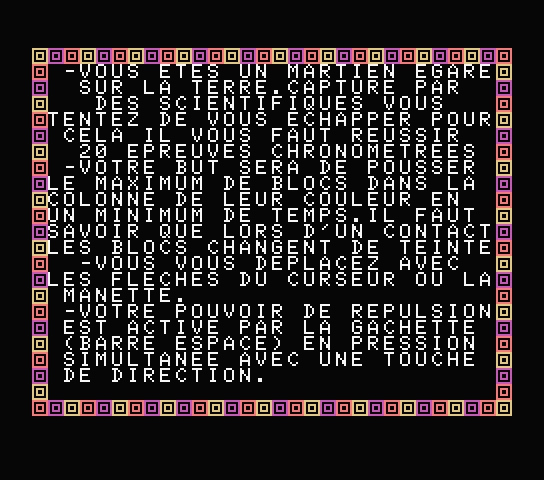 -VOUS ETES UN MARTIEN EGARE
SUR LA TERRE.CAPTURE PAR
DES SCIENTIFIQUES VOUS
TENTEZ DE VOUS ECHAPPER POUR
CELA IL VOUS FAUT REUSSIR
20 EPREUVES CHRONOMETREES
-VOTRE BUT SERA DE POUSSER
LE MAXIMUM DE BLOCS DANS LA
COLONNE DE LEUR COULEUR EN
UN MINIMUM DE TEMPS.IL FAUT
SAVOIR QUE LORS D'UN CONTACT
LES BLOCS CHANGENT DE TEINTE
-VOUS VOUS DEPLACEZ AVEC
LES FLECHES DU CURSEUR OU LA
MANETTE.
-VOTRE POUVOIR DE REPULSION
EST ACTIVE PAR LA GACHETTE
(BARRE ESPACE) EN PRESSION
SIMULTANEE AVEC UNE TOUCHE
DE DIRECTION.